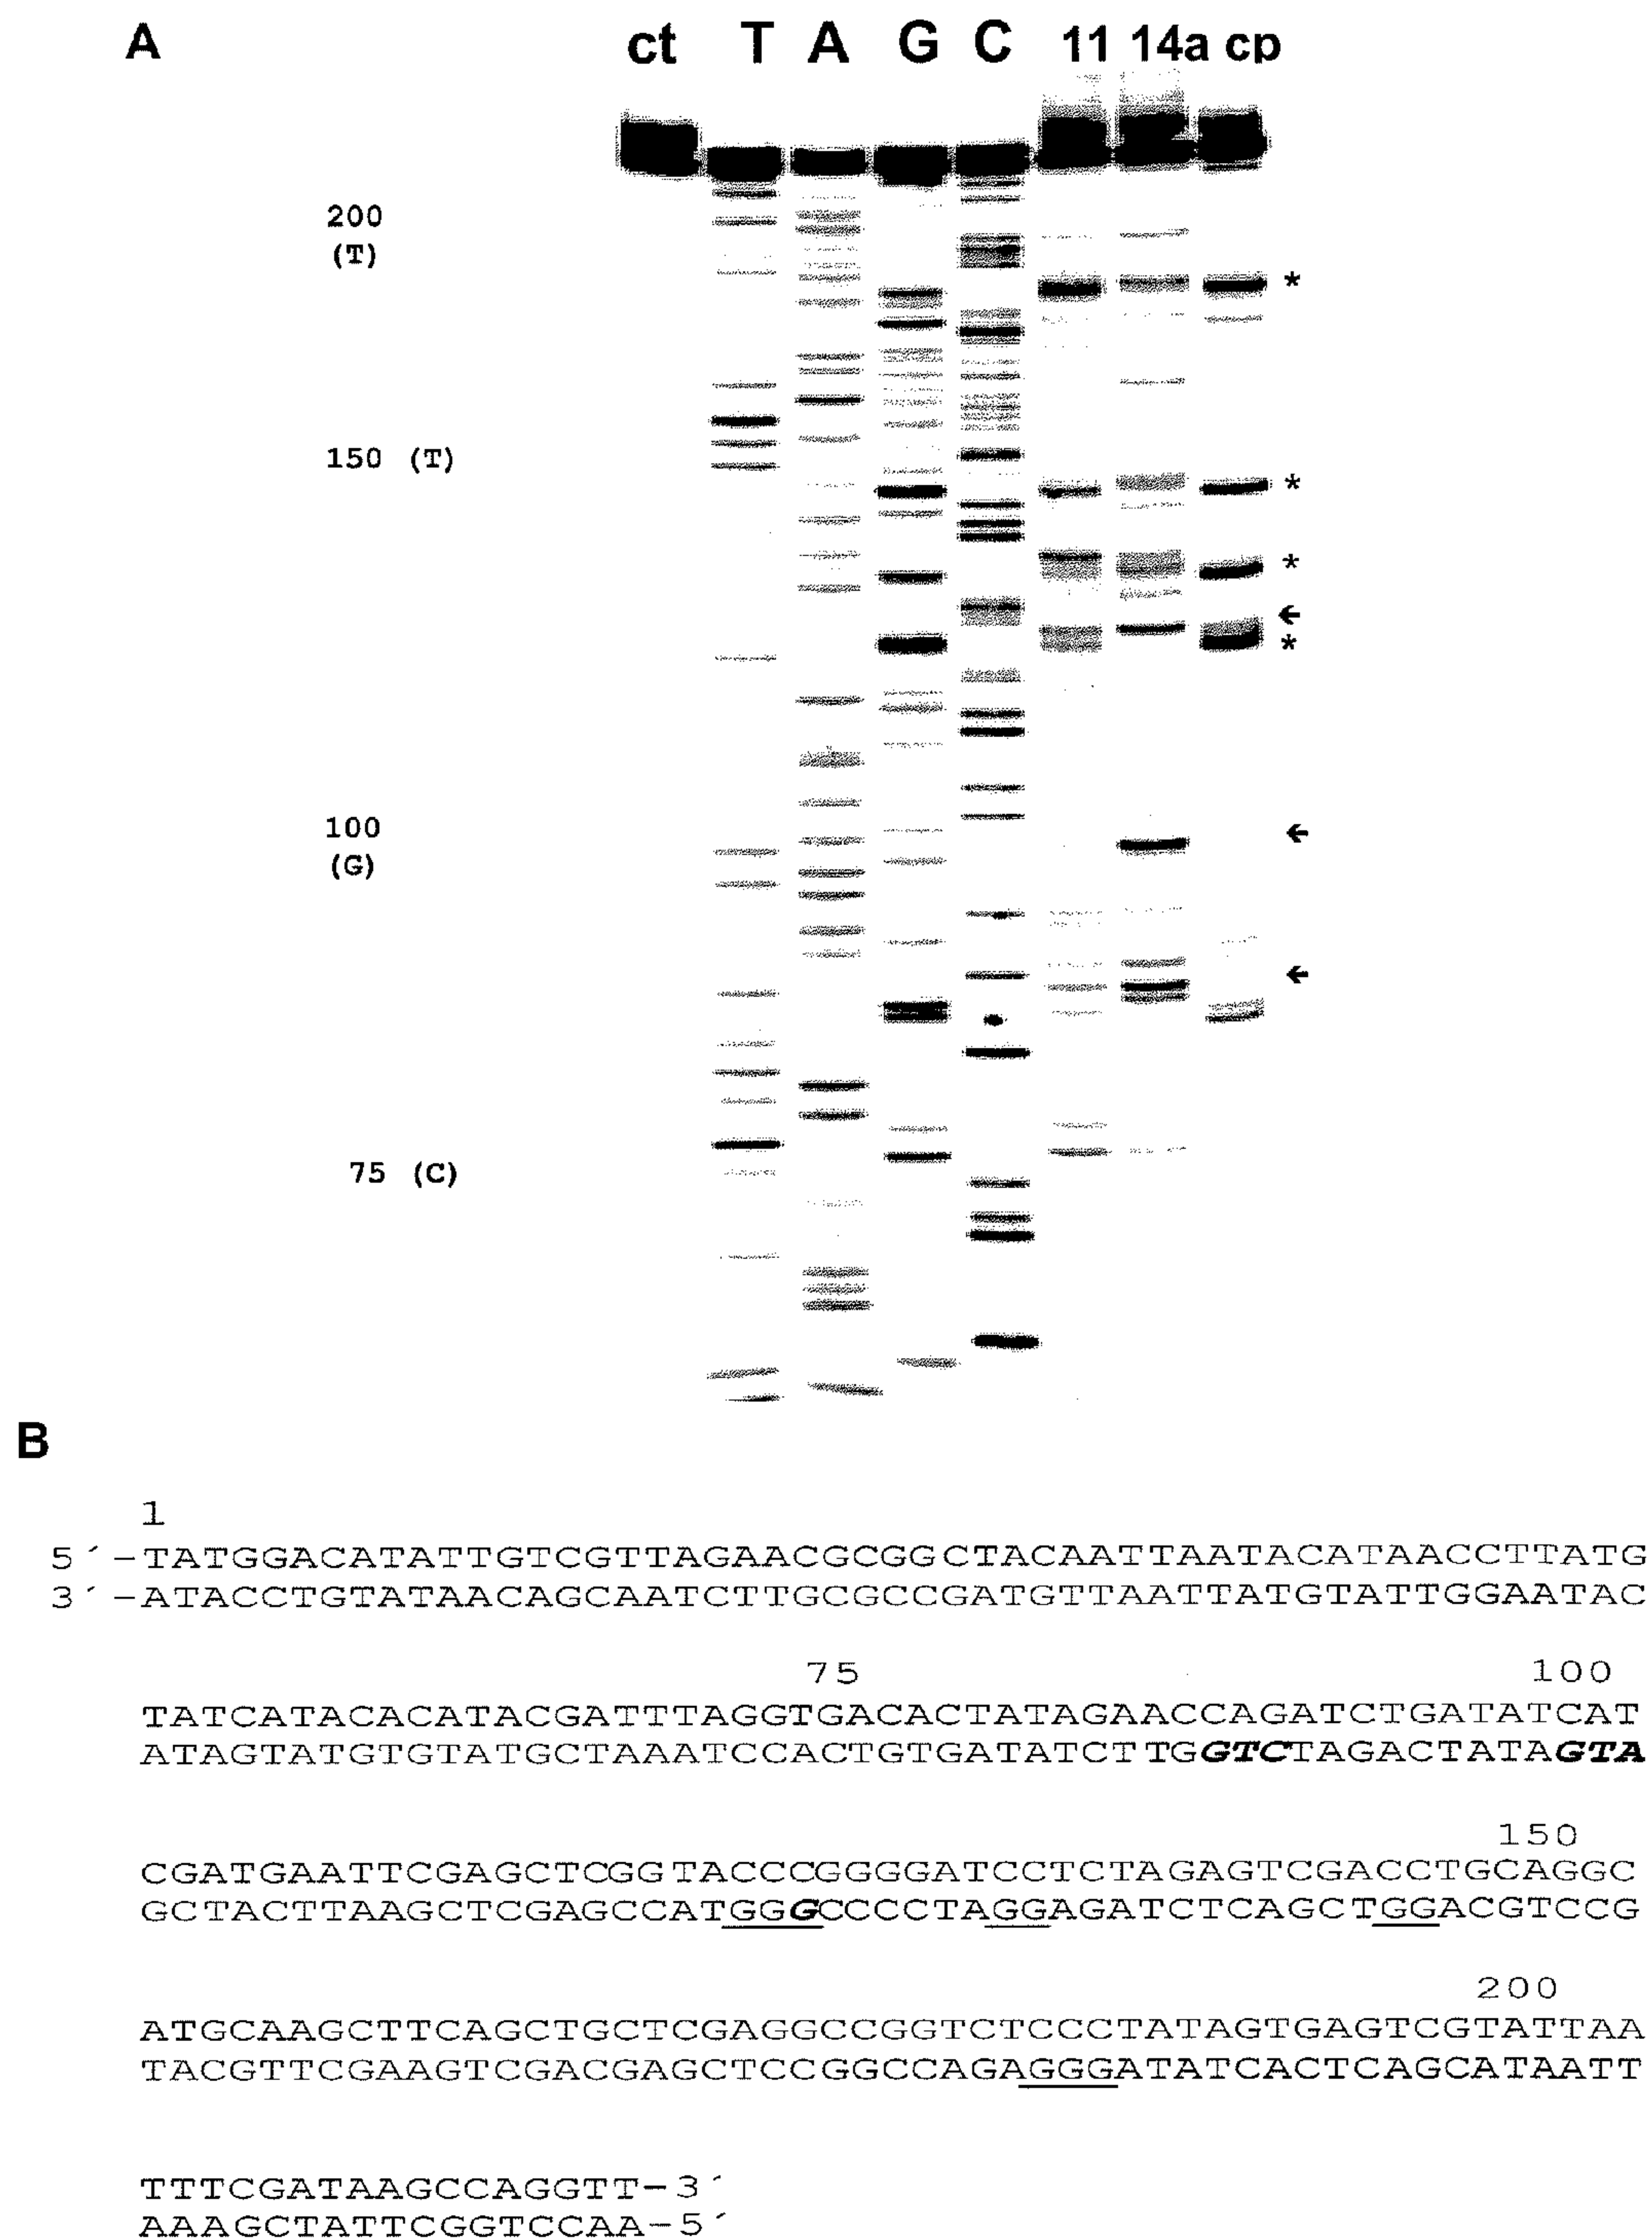 A
ct T A G C 11 14a cp
200
(T)
*
150 (T)
*
*
←
*
100
(G)
←
←
75 (C)
B
1
5´-TATGGACATATTGTCGTTAGAACGCGGCTACAATTAATACATAACCTTATG
3´-ATACCTGTATAACAGCAATCTTGCGCCGATGTTAATTATGTATTGGAATAC
75 100
TATCATACACATACGATTTAGGTGACACTATAGAACCAGATCTGATATCAT
ATAGTATGTGTATGCTAAATCCACTGTGATATCTTGGTCTAGACTATAGTA
150
CGATGAATTCGAGCTCGGTACCCGGGGATCCTCTAGAGTCGACCTGCAGGC
GCTACTTAAGCTCGAGCCATGGGCCCCTAGGAGATCTCAGCTGGACGTCCG
200
ATGCAAGCTTCAGCTGCTCGAGGCCGGTCTCCCTATAGTGAGTCGTATTAA
TACGTTCGAAGTCGACGAGCTCCGGCCAGAGGGATATCACTCAGCATAATT
TTTCGATAAGCCAGGTT-3´
AAAGCTATTCGGTCCAA-5´